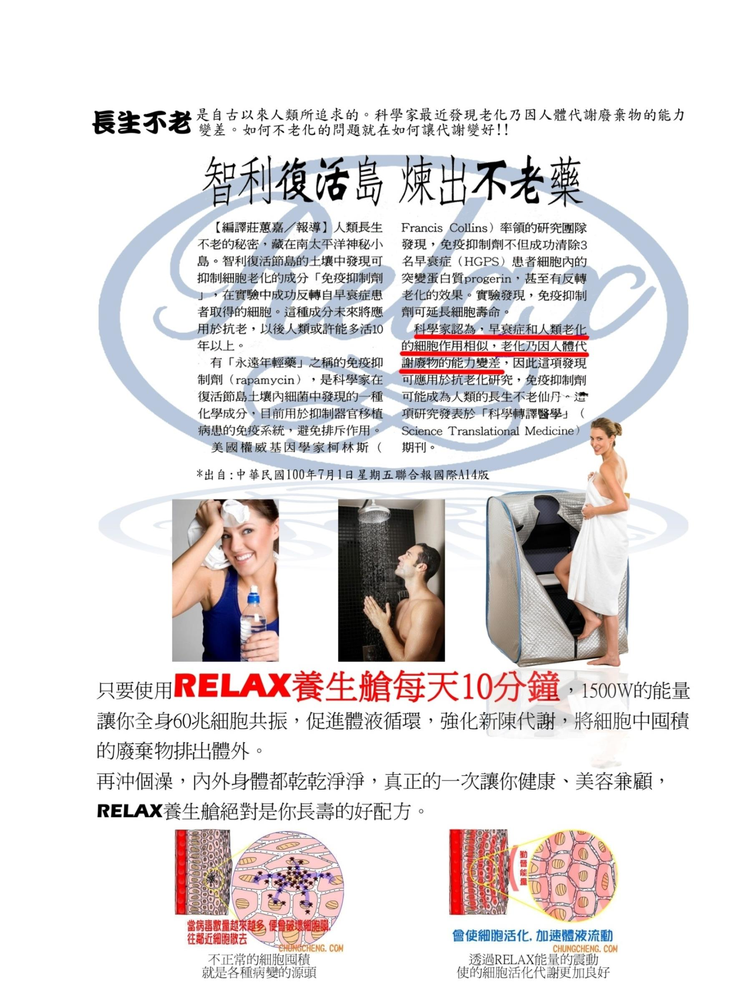 長生不老
是自古以來人類所追求的。科學家最近發現老化乃因人體代謝廢棄物的能力
變差。如何不老化的問題就在如何讓代謝變好!!
智利復活島 煉出不老藥
【編譯莊蕙嘉／報導】人類長生
不老的秘密，藏在南太平洋神秘小
島。智利復活節島的土壤中發現可
抑制細胞老化的成分「免疫抑制劑
」，在實驗中成功反轉自早衰症患
者取得的細胞。這種成分未來將應
用於抗老，以後人類或許能多活10
年以上。
有「永遠年輕藥」之稱的免疫抑
制劑（rapamycin），是科學家在
復活節島土壤內細菌中發現的一種
化學成分，目前用於抑制器官移植
病患的免疫系統，避免排斥作用。
美國權威基因學家柯林斯（
Francis Collins）率領的研究團隊
發現，免疫抑制劑不但成功清除3
名早衰症（HGPS）患者細胞內的
突變蛋白質progerin，甚至有反轉
老化的效果。實驗發現，免疫抑制
劑可延長細胞壽命。
科學家認為，早衰症和人類老化
的細胞作用相似，老化乃因人體代
謝廢物的能力變差，因此這項發現
可應用於抗老化研究，免疫抑制劑
可能成為人類的長生不老仙丹。這
項研究發表於「科學轉譯醫學」（
Science Translational Medicine）
期刊。
Relax
*出自:中華民國100年7月1日星期五聯合報國際A14版
只要使用RELAX養生艙每天10分鐘，1500W的能量
讓你全身60兆細胞共振，促進體液循環，強化新陳代謝，將細胞中囤積
的廢棄物排出體外。
再沖個澡，內外身體都乾乾淨淨，真正的一次讓你健康、美容兼顧，
RELAX養生艙絕對是你長壽的好配方。
當病毒數量越來越多, 便會破壞細胞膜,
往鄰近細胞散去
CHUNGCHENG.COM
不正常的細胞囤積
就是各種病變的源頭
勤晉能量
會使細胞活化, 加速體液流動
CHUNGCHENG.COM
透過RELAX能量的震動
使的細胞活化代謝更加良好